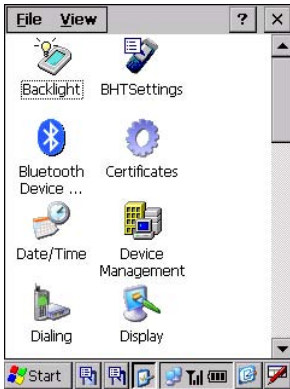 File View ? ×
Backlight BHTSettings
Bluetooth Certificates
Device ...
Date/Time Device
Management
Dialing Display
Start